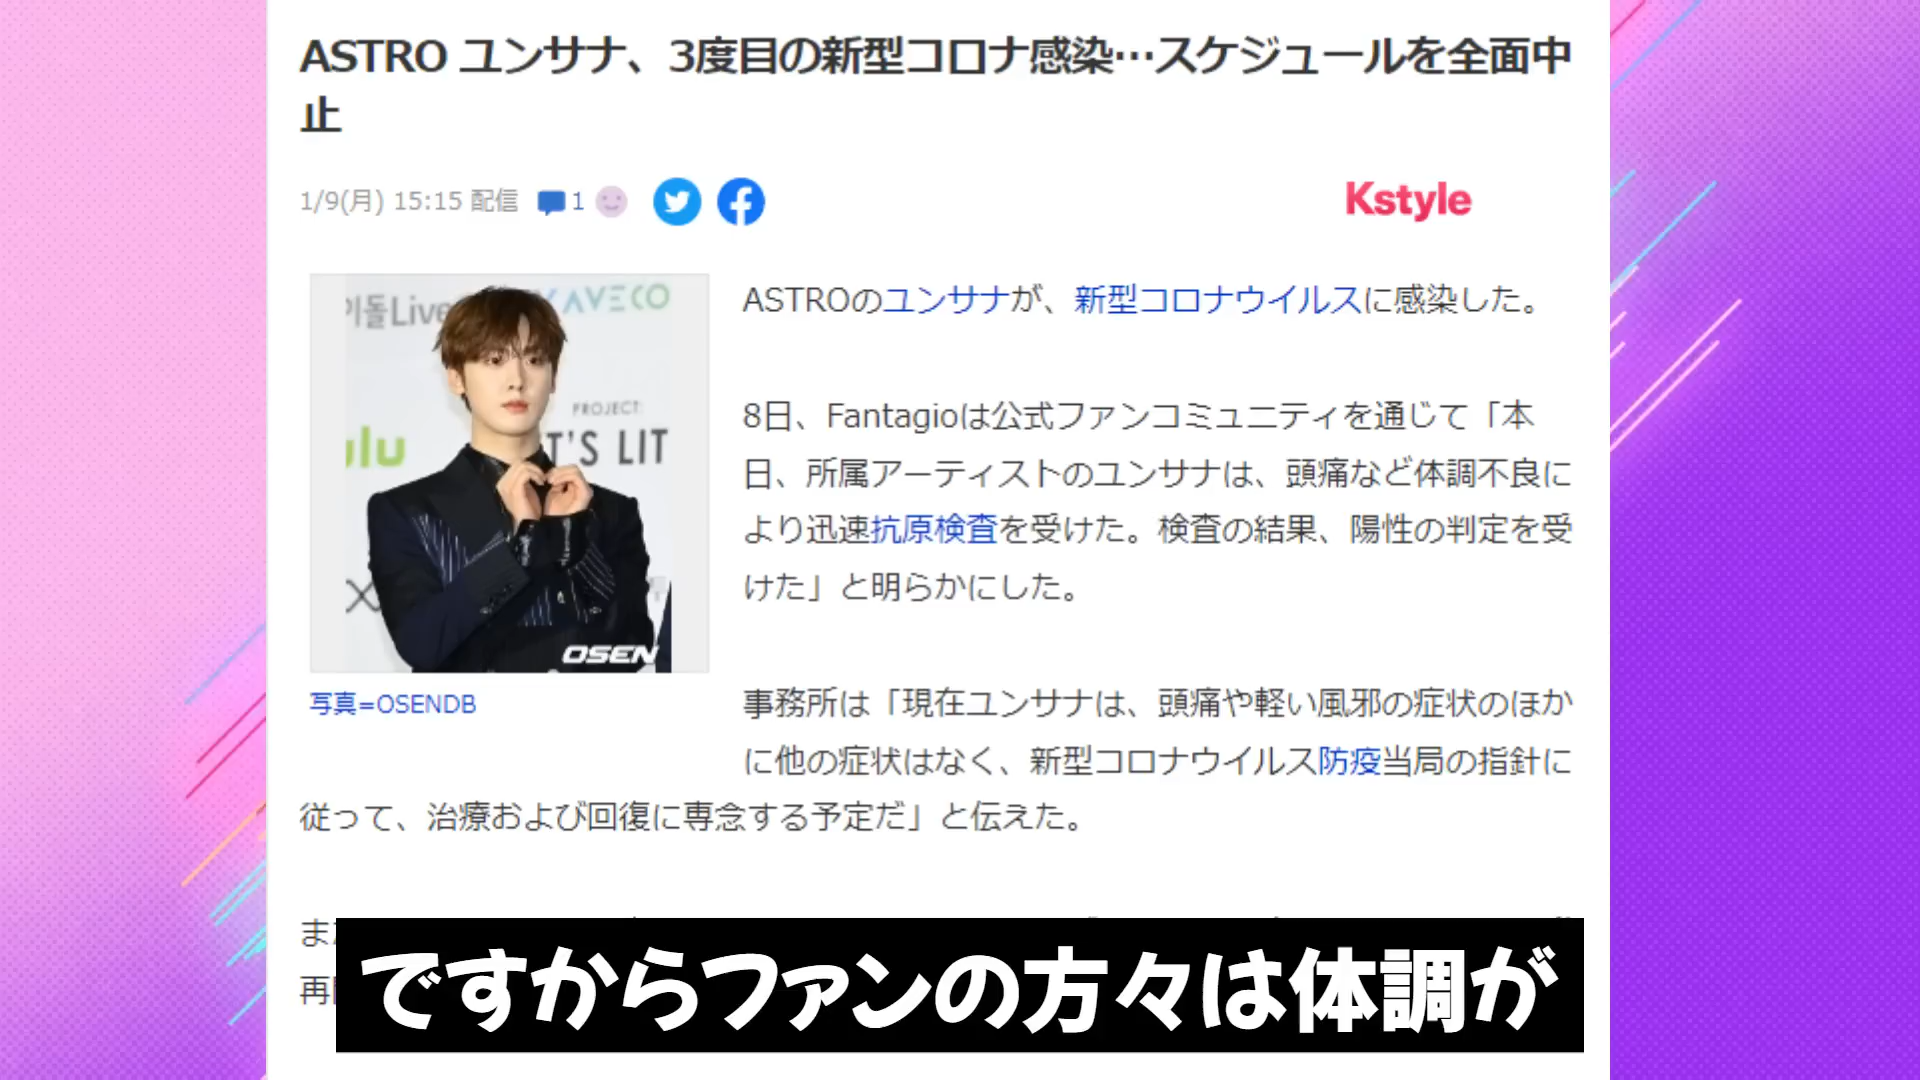 ASTRO ユンサナ、3度目の新型コロナ感染…スケジュールを全面中
止
1/9(月) 15:15 配信
1
Kstyle
이돌Live
AVECO
PROJECT:
T'S LIT
ulu
OSEN
写真=OSENDB
ASTROのユンサナが、新型コロナウイルスに感染した。
8日、Fantagioは公式ファンコミュニティを通じて「本
日、所属アーティストのユンサナは、頭痛など体調不良に
より迅速抗原検査を受けた。検査の結果、陽性の判定を受
けた」と明らかにした。
事務所は「現在ユンサナは、頭痛や軽い風邪の症状のほか
に他の症状はなく、新型コロナウイルス防疫当局の指針に
従って、治療および回復に専念する予定だ」と伝えた。
ま
再
ですからファンの方々は体調が